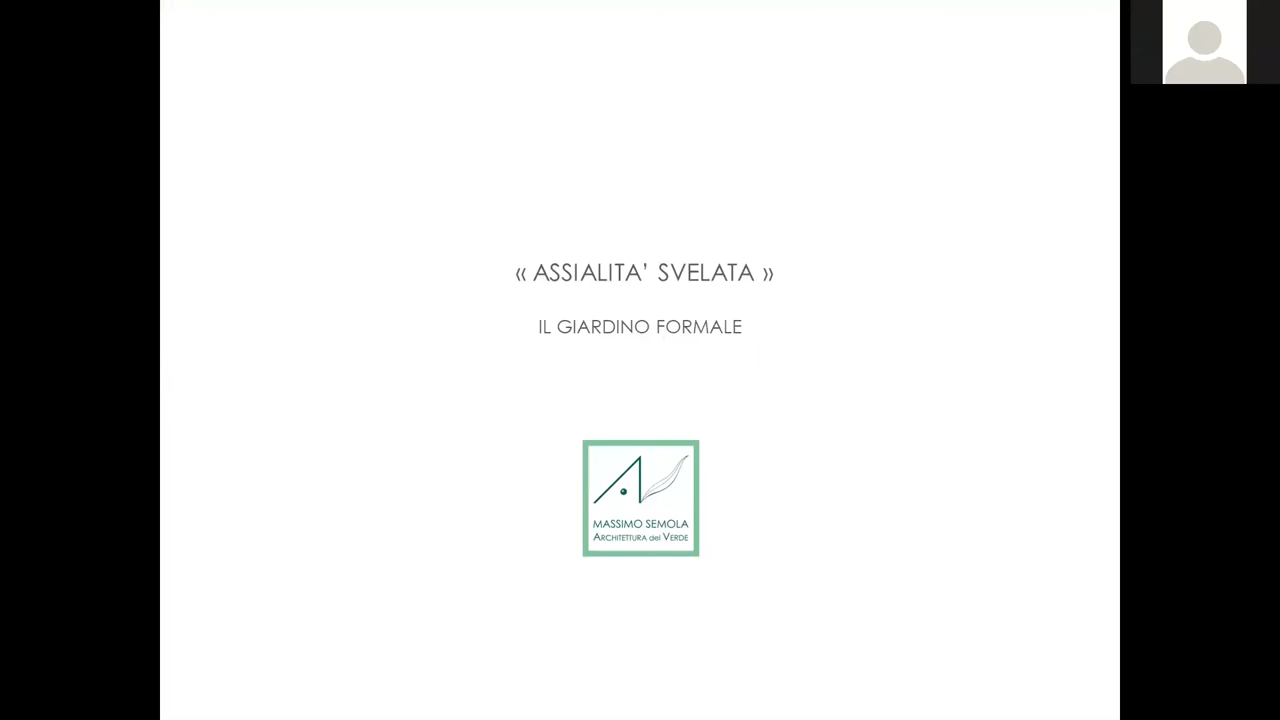 « ASSIALITA’ SVELATA »
IL GIARDINO FORMALE
MASSIMO SEMOLA
ARCHITETTURA del VERDE